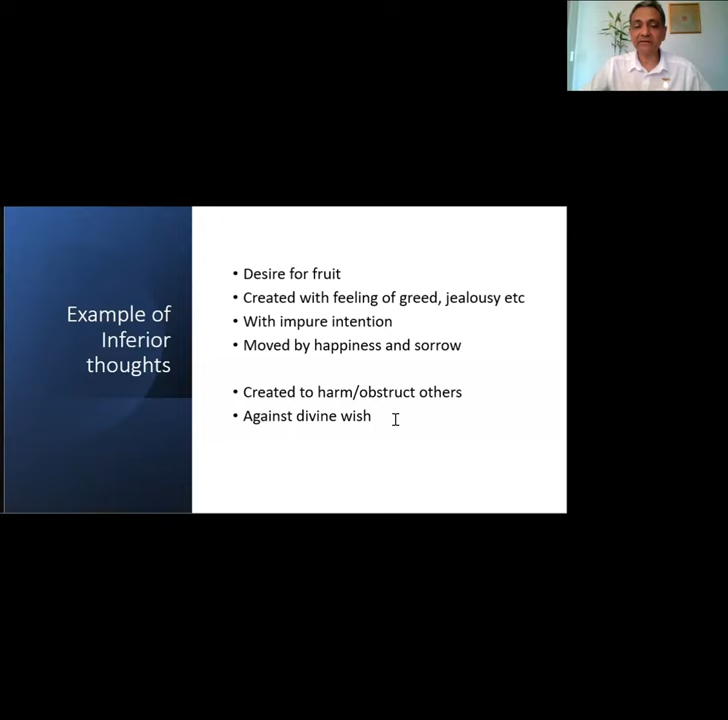 Example of
Inferior
thoughts
• Desire for fruit
• Created with feeling of greed, jealousy etc
• With impure intention
• Moved by happiness and sorrow
• Created to harm/obstruct others
• Against divine wish